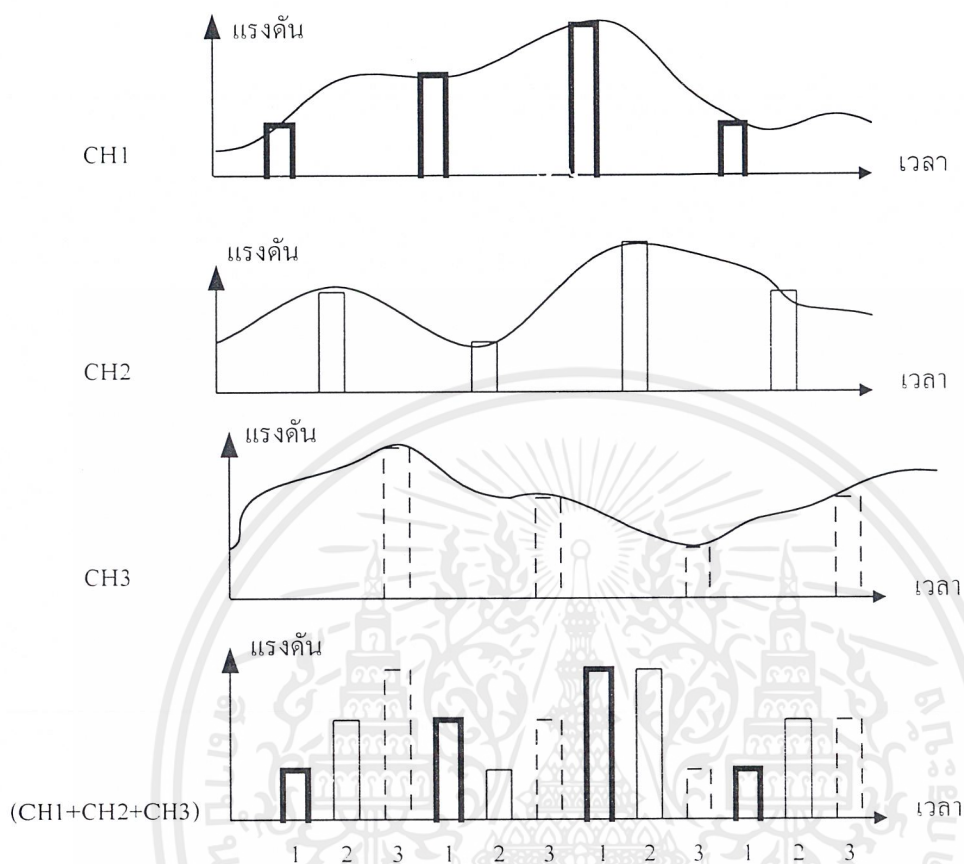 แรงดัน
CH1
เวลา
แรงดัน
CH2
เวลา
แรงดัน
CH3
เวลา
แรงดัน
(CH1+CH2+CH3)
เวลา
1 2 3 1 2 3 1 2 3 1 2 3